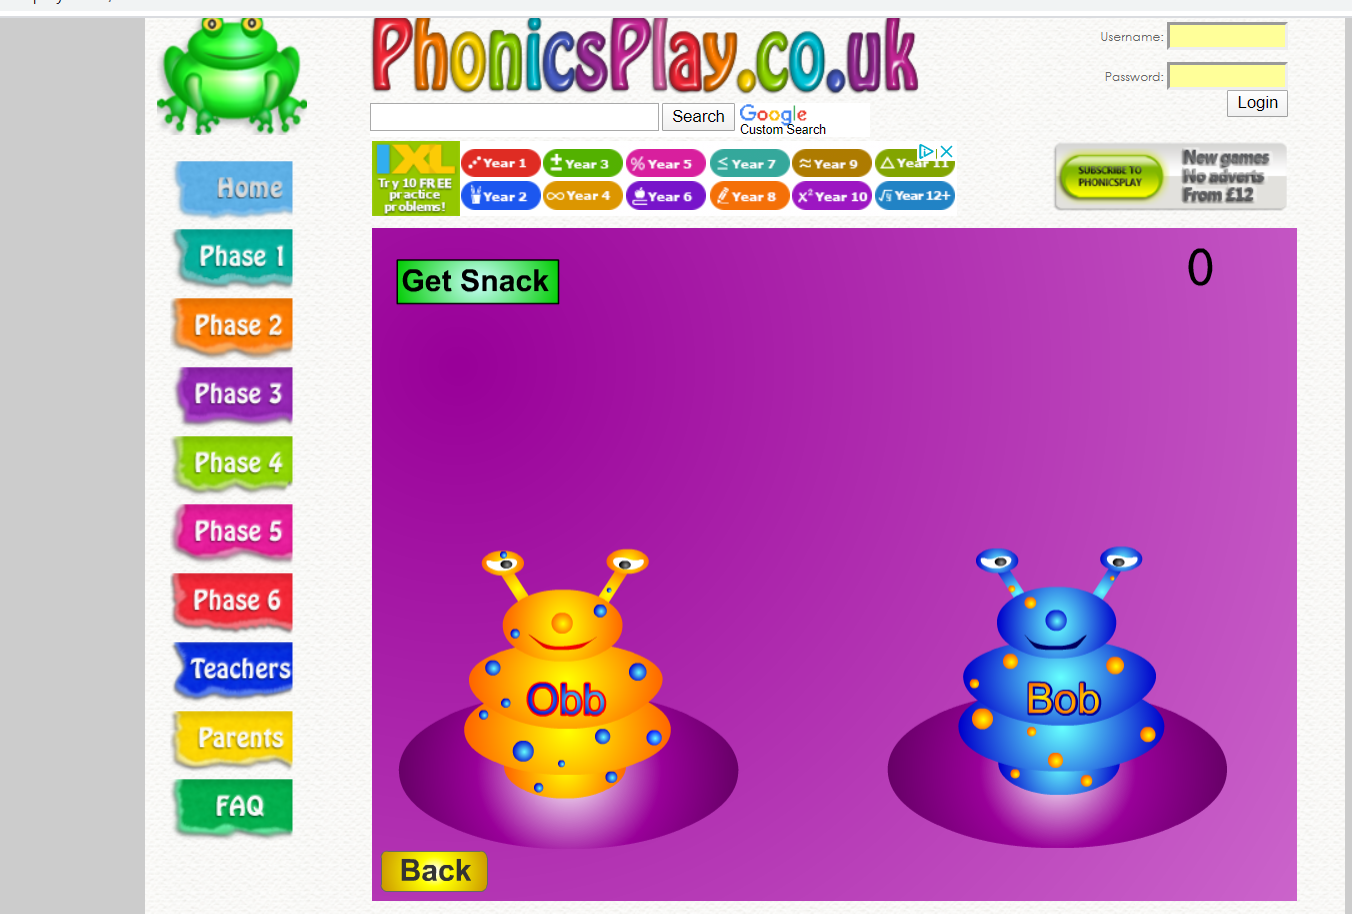 PhonicsPlay.co.uk
Username:
Password:
Login
Search
Google
Custom Search
IXL
Try 10 FREE
practice
problems!
Year 1
± Year 3
% Year 5
≤ Year 7
≈ Year 9
△ Year 11
Year 2
∞ Year 4
Year 6
Year 8
X² Year 10
√ Year 12+
SUBSCRIBE TO
PHONICSPLAY
New games
No adverts
From £12
Home
Phase 1
Phase 2
Phase 3
Phase 4
Phase 5
Phase 6
Teachers
Parents
FAQ
Get Snack
0
Obb
Bob
Back